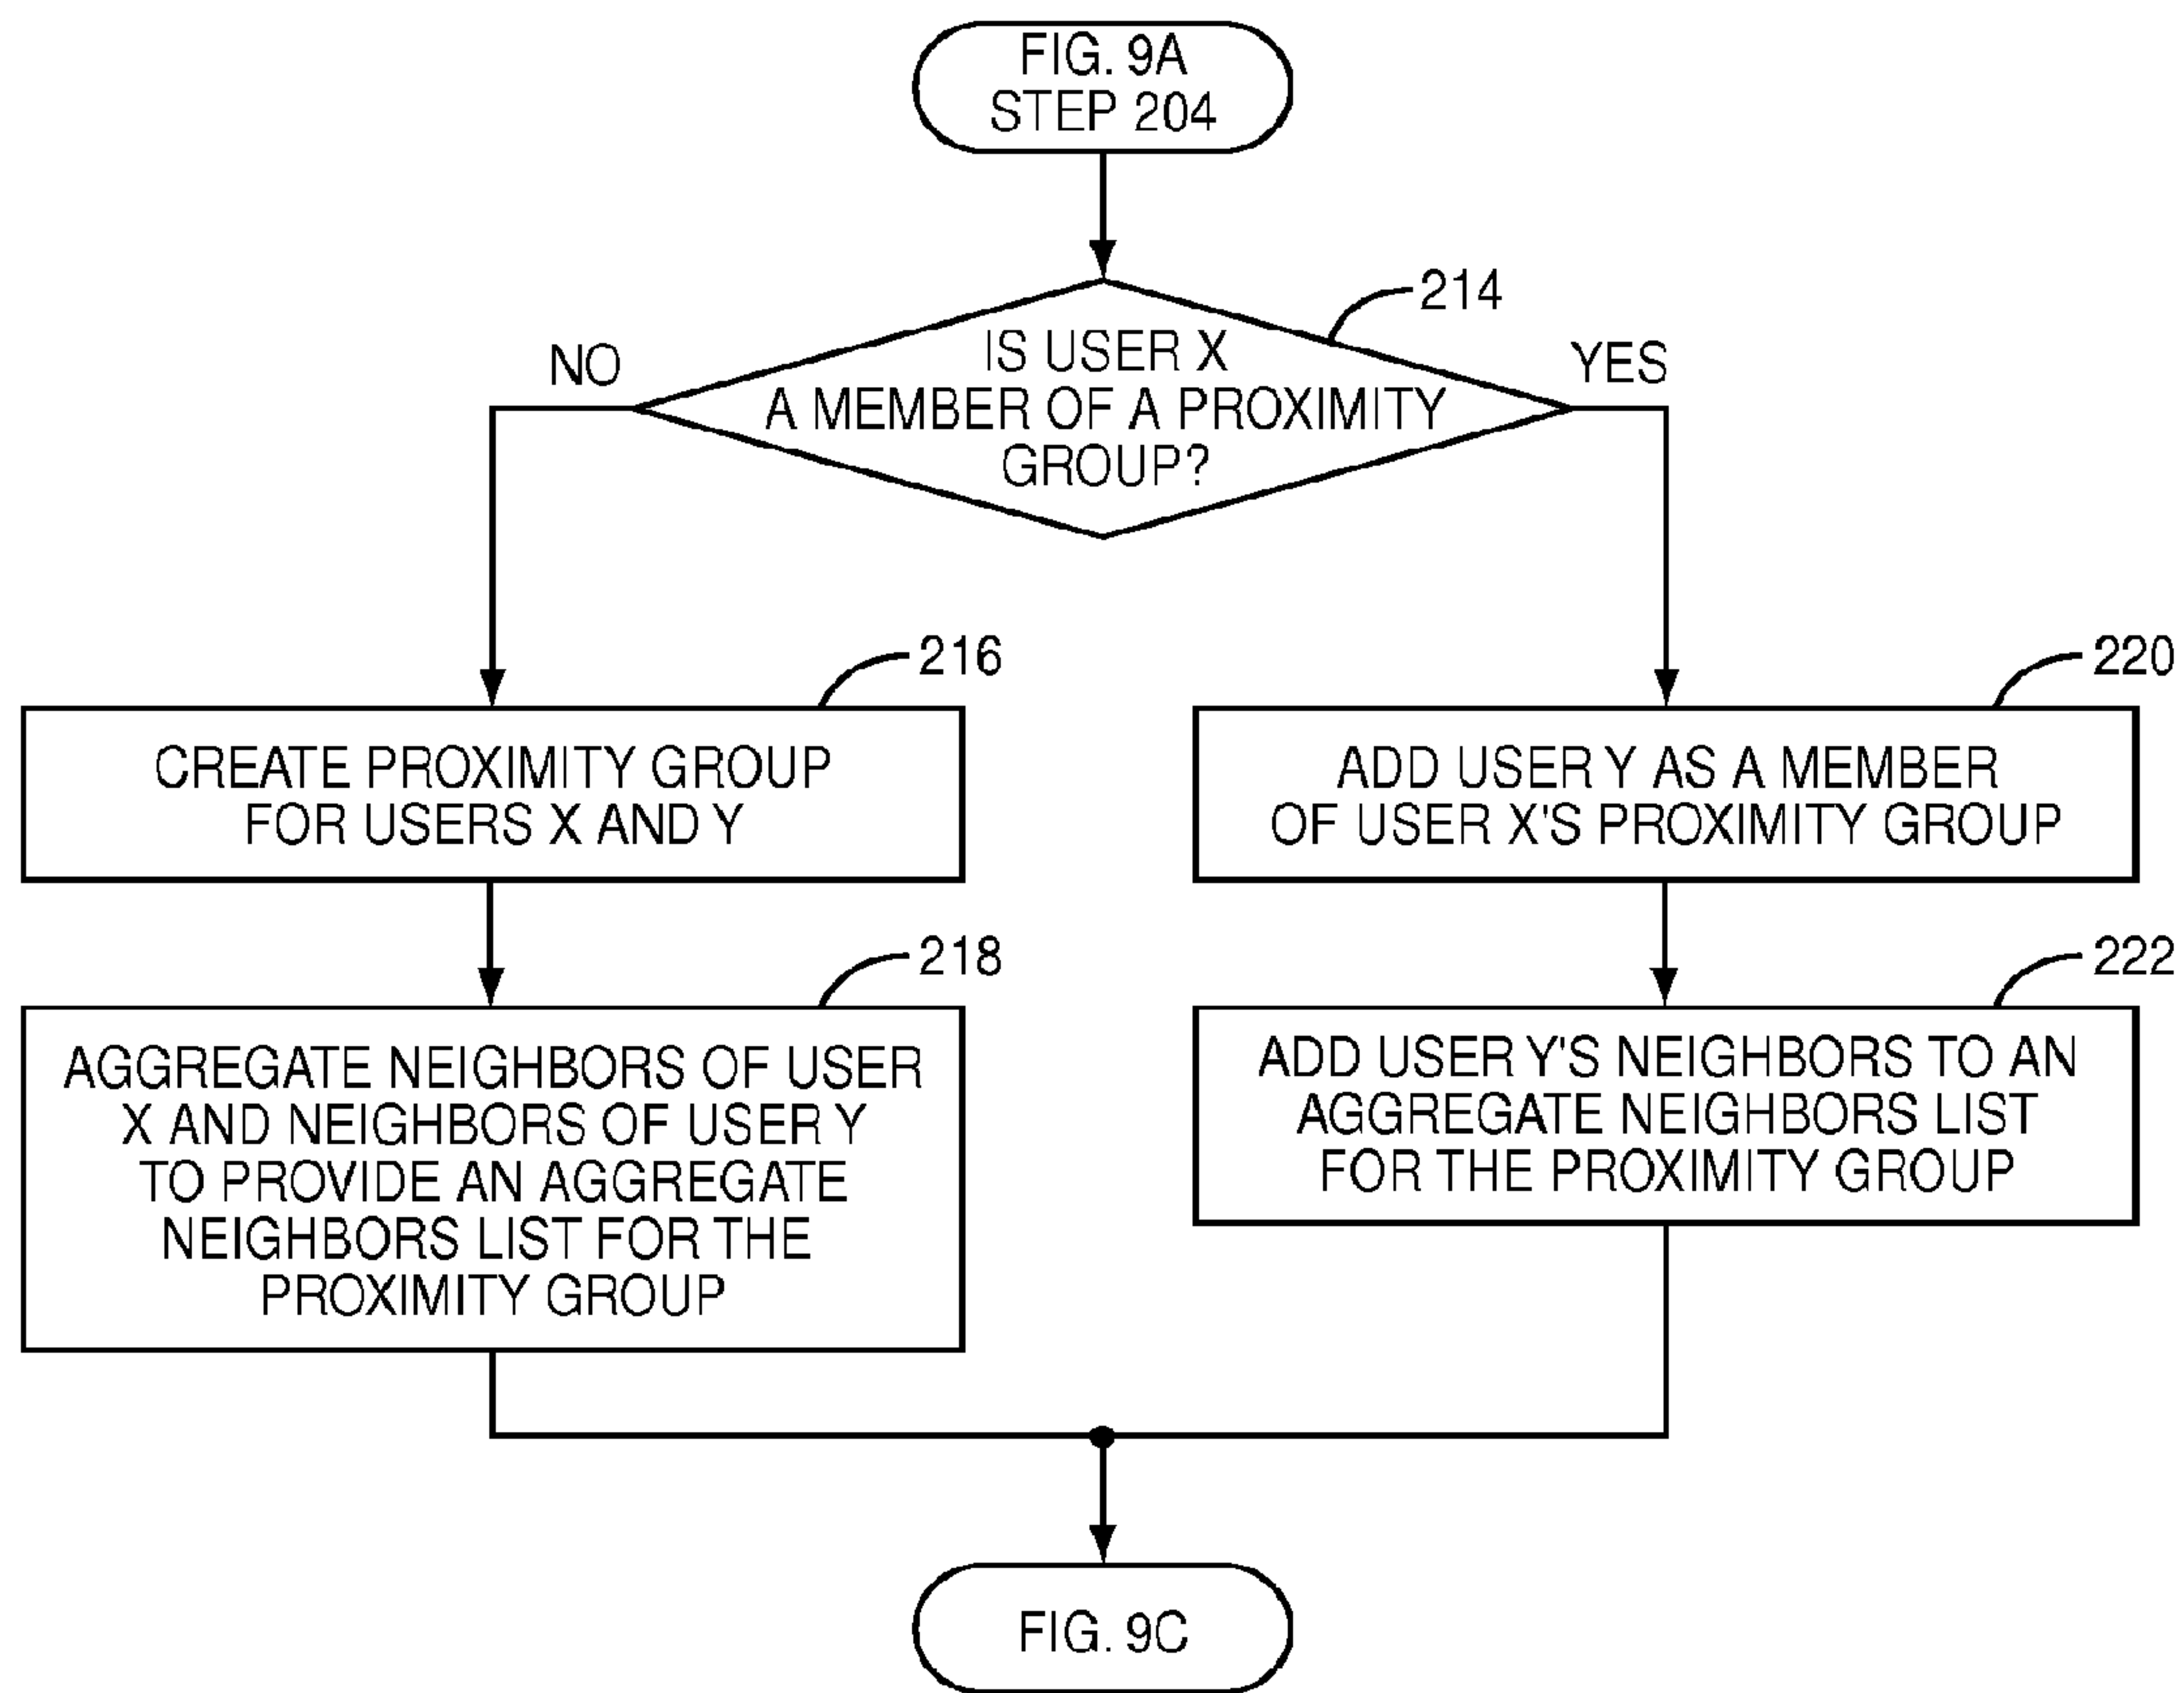 FIG. 9A
STEP 204
214
IS USER X
A MEMBER OF A PROXIMITY
GROUP?
NO
YES
216
CREATE PROXIMITY GROUP
FOR USERS X AND Y
220
ADD USER Y AS A MEMBER
OF USER X'S PROXIMITY GROUP
218
AGGREGATE NEIGHBORS OF USER
X AND NEIGHBORS OF USER Y
TO PROVIDE AN AGGREGATE
NEIGHBORS LIST FOR THE
PROXIMITY GROUP
222
ADD USER Y'S NEIGHBORS TO AN
AGGREGATE NEIGHBORS LIST
FOR THE PROXIMITY GROUP
FIG. 9C